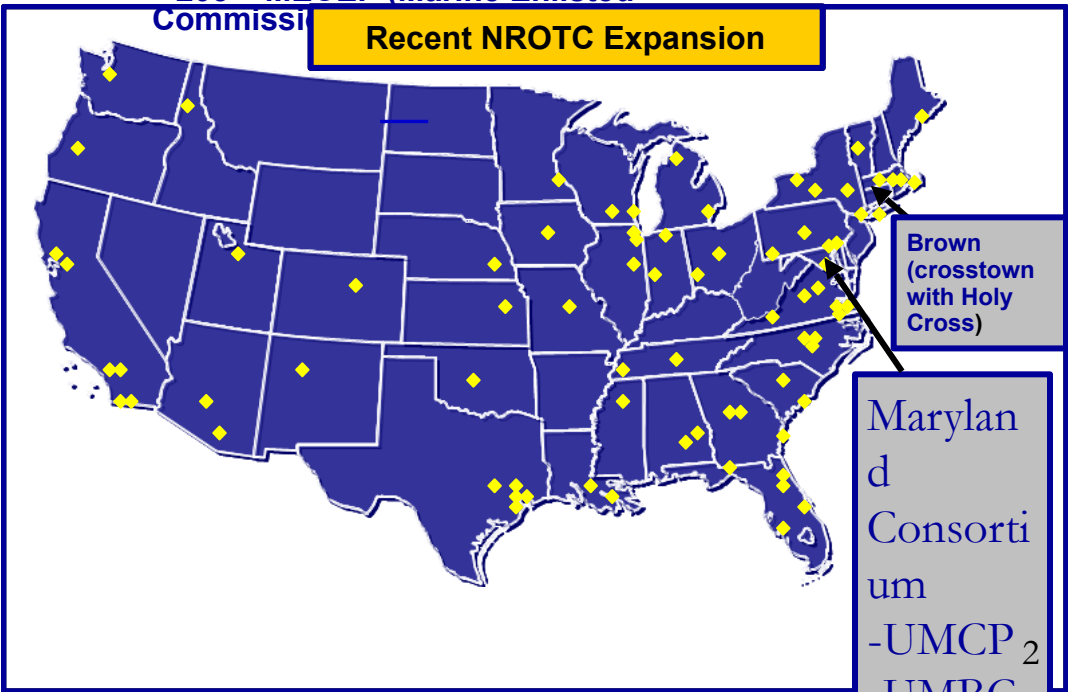 Commissi
Recent NROTC Expansion
Brown
(crosstown
with Holy
Cross)
Marylan
d
Consorti
um
-UMCP
2